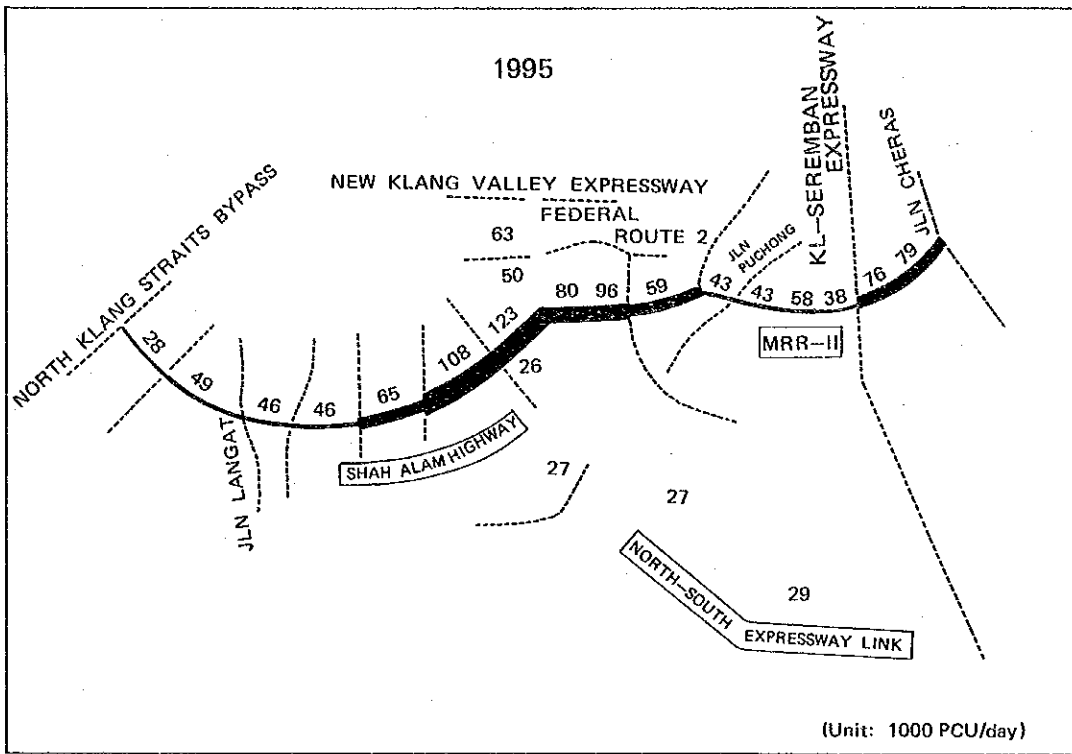 1995
NORTH KLANG STRAITS BYPASS
NEW KLANG VALLEY EXPRESSWAY
FEDERAL
ROUTE 2
63
50
JLN PUCHONG
KL–SEREMBAN
EXPRESSWAY
JLN CHERAS
28
49
46
46
65
108
123
26
80
96
59
43
43
58
38
76
79
MRR–II
JLN LANGAT
SHAH ALAM HIGHWAY
27
27
29
NORTH–SOUTH
EXPRESSWAY LINK
(Unit: 1000 PCU/day)